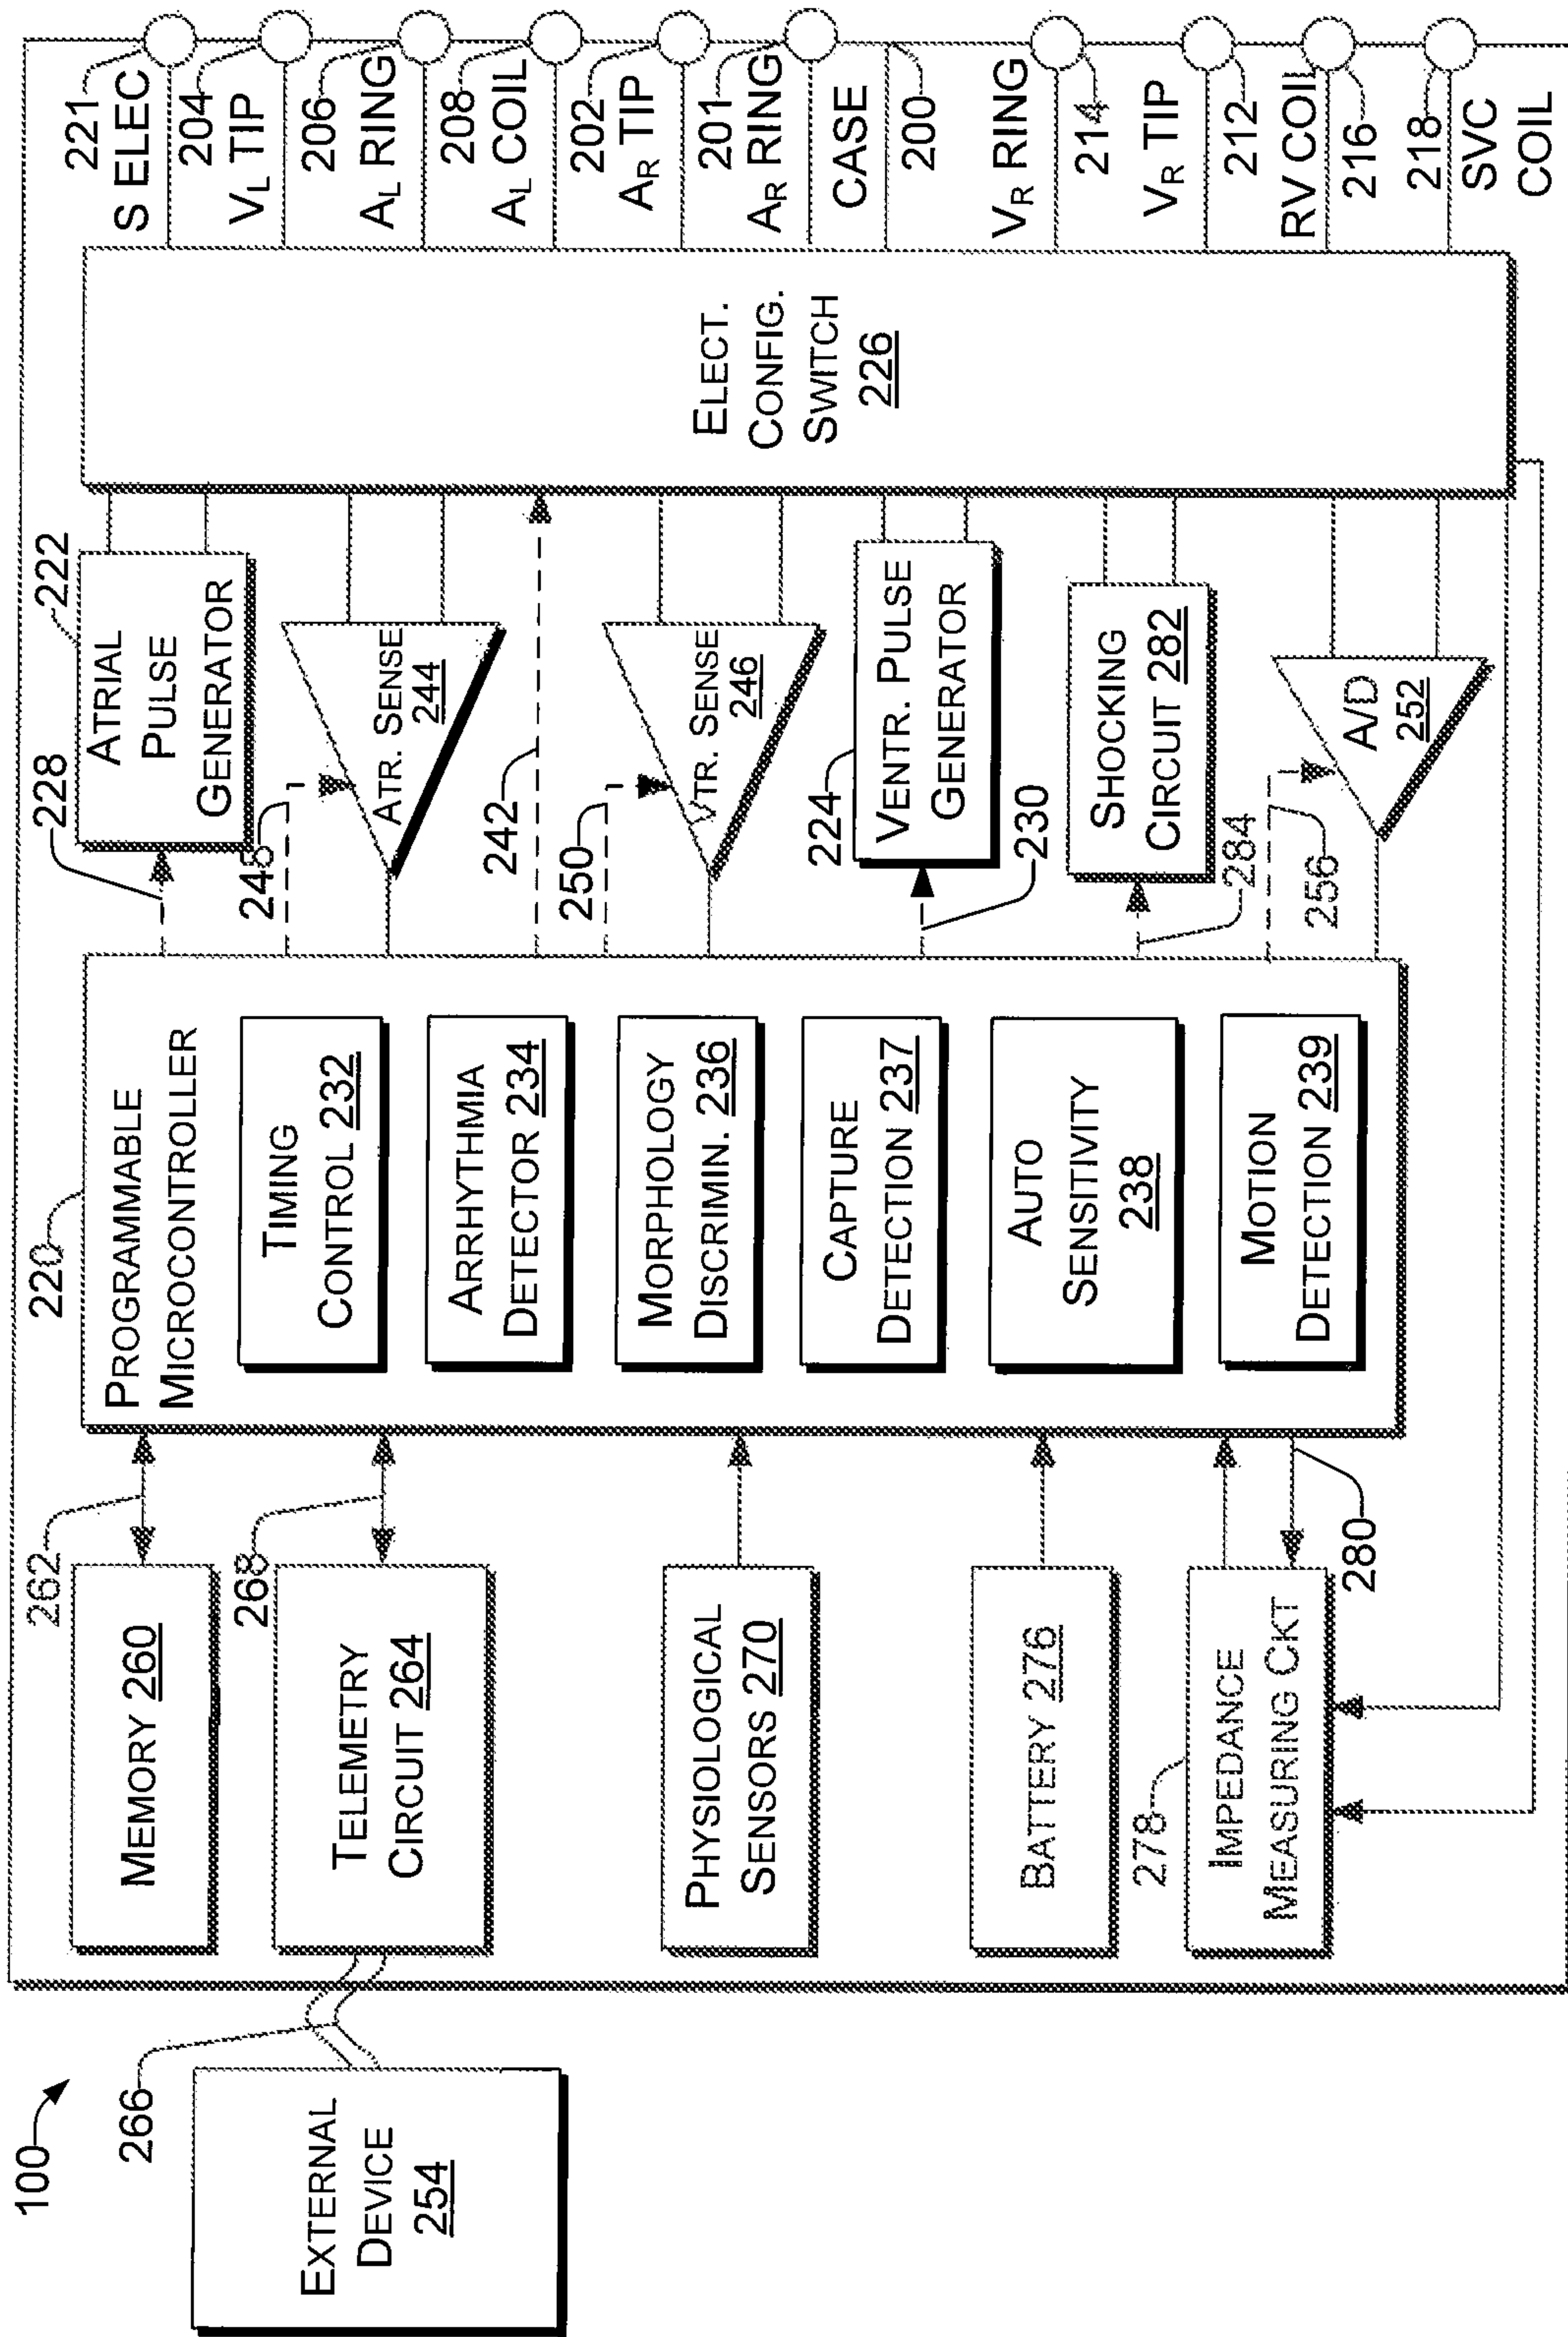 100
EXTERNAL
DEVICE
254
266
MEMORY 260
262
TELEMETRY
CIRCUIT 264
268
PHYSIOLOGICAL
SENSORS 270
BATTERY 276
278
IMPEDANCE
MEASURING CKT
280
220
PROGRAMMABLE
MICROCONTROLLER
TIMING
CONTROL 232
ARRHYTHMIA
DETECTOR 234
MORPHOLOGY
DISCRIMIN. 236
CAPTURE
DETECTION 237
AUTO
SENSITIVITY
238
MOTION
DETECTION 239
228
222
ATRIAL
PULSE
GENERATOR
248
ATR. SENSE
244
242
250
VTR. SENSE
246
224
VENTR. PULSE
GENERATOR
230
SHOCKING
CIRCUIT 282
284
256
A/D
252
ELECT.
CONFIG.
SWITCH
226
221
S ELEC
204
VL TIP
206
AL RING
208
AL COIL
202
AR TIP
201
AR RING
CASE
200
VR RING
214
VR TIP
212
RV COIL
216
218
SVC
COIL